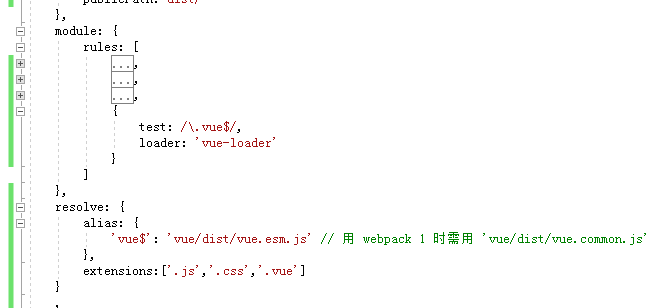 publicPath: 'dist/'
},
module: {
rules: [
...,
...,
...,
{
test: /\.vue$/,
loader: 'vue-loader'
}
]
},
resolve: {
alias: {
'vue$': 'vue/dist/vue.esm.js' // 用 webpack 1 时需用 'vue/dist/vue.common.js'
},
extensions:['.js','.css','.vue']
}